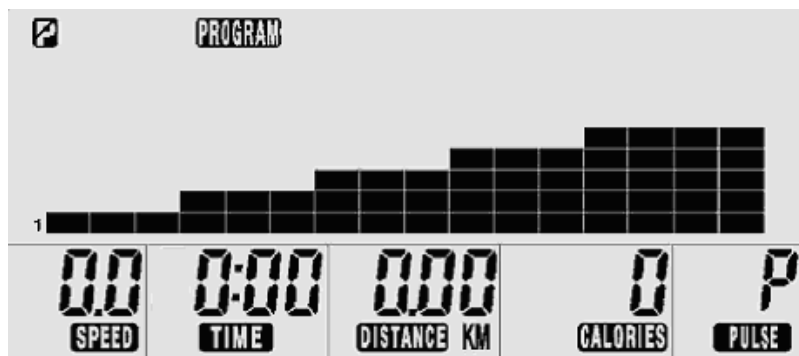 P PROGRAM
1
0.0 0:00 0.00 0 P
SPEED TIME DISTANCE KM CALORIES PULSE